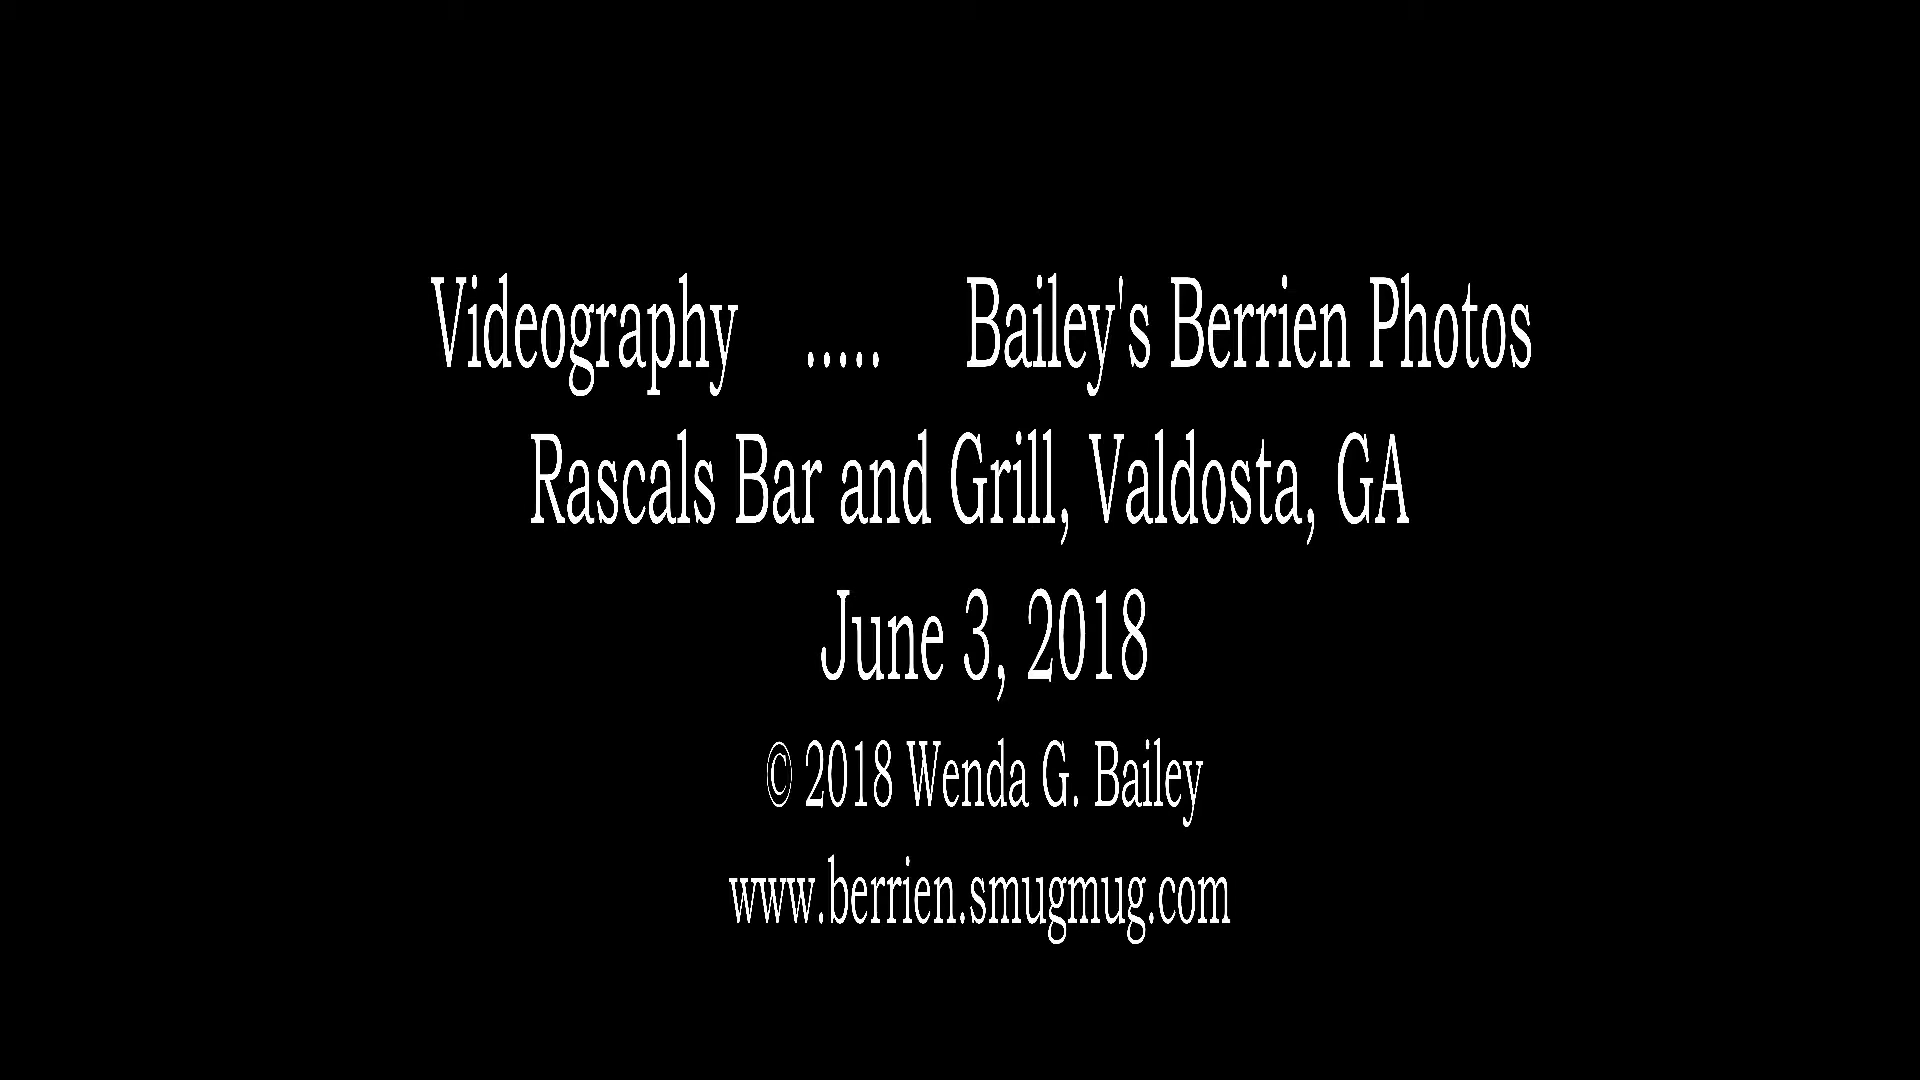 Videography ..... Bailey's Berrien Photos
Rascals Bar and Grill, Valdosta, GA
June 3, 2018
© 2018 Wenda G. Bailey
www.berrien.smugmug.com